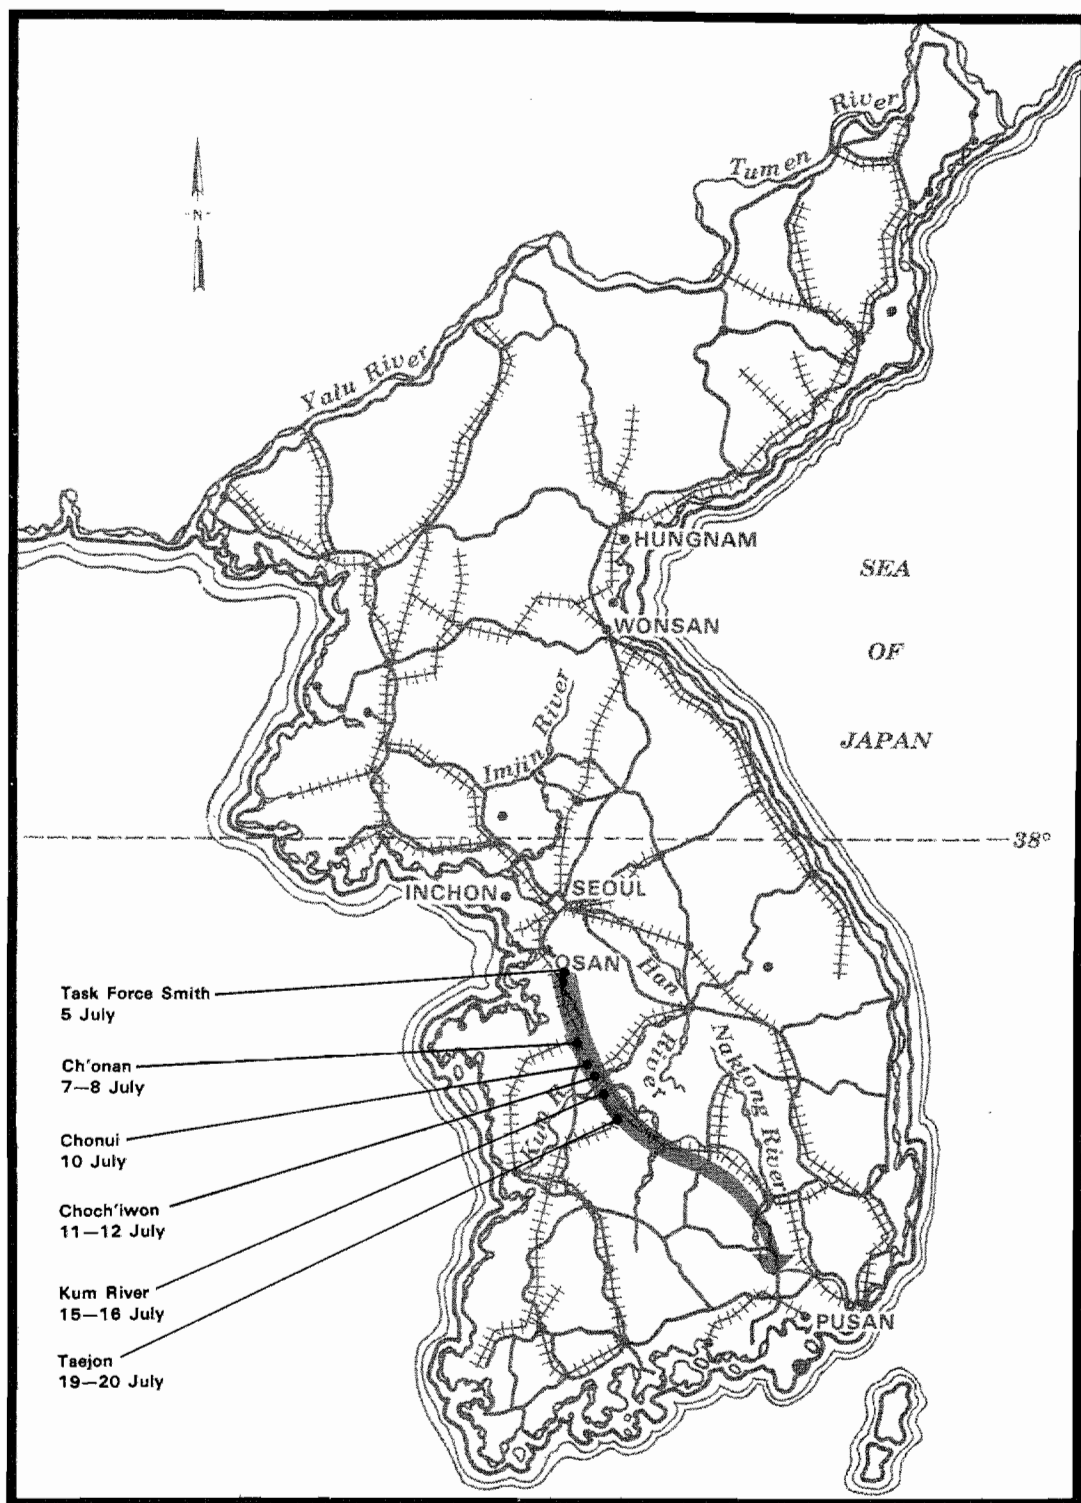 River
Tumen
N
Yalu River
HUNGNAM
SEA
WONSAN
OF
Imjin River
JAPAN
38°
SEOUL
INCHON
OSAN
Han
River
Task Force Smith
5 July
Naktong River
Ch'onan
7—8 July
Kum R
Chonui
10 July
Choch'iwon
11—12 July
Kum River
15—16 July
PUSAN
Taejon
19—20 July